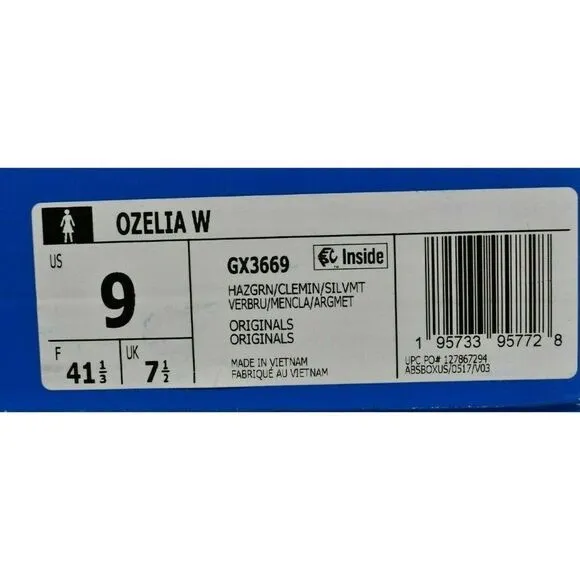 OZELIA W
US
9
F
41 1/3
UK
7 1/2
GX3669
Inside
™
HAZGRN/CLEMIN/SILVMT
VERBRU/MENCLA/ARGMET
ORIGINALS
ORIGINALS
MADE IN VIETNAM
FABRIQUÉ AU VIETNAM
1 95733 95772 8
UPC PO# 127867294
ABSBOXUS/0517/V03